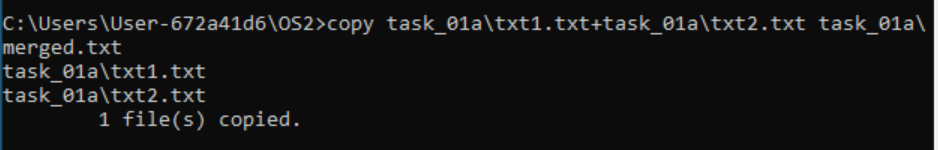 C:\Users\User-672a41d6\OS2>copy task_01a\txt1.txt+task_01a\txt2.txt task_01a\
merged.txt
task_01a\txt1.txt
task_01a\txt2.txt
        1 file(s) copied.